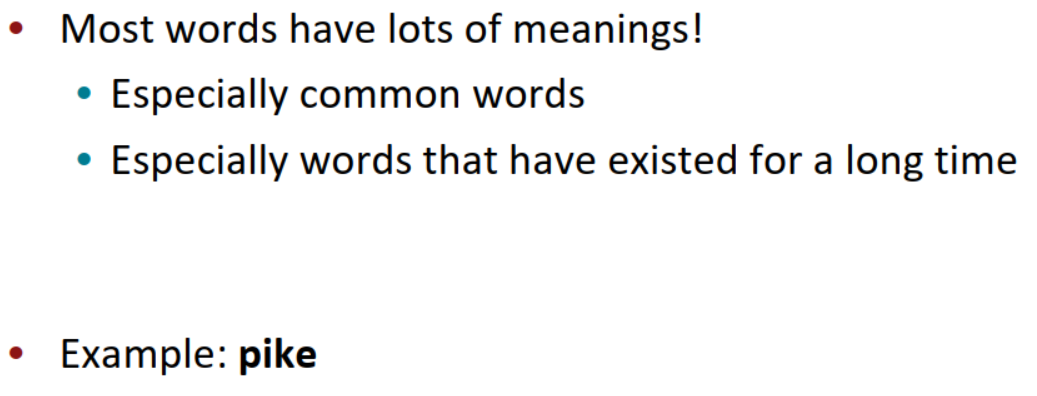 • Most words have lots of meanings!
• Especially common words
• Especially words that have existed for a long time
• Example: pike